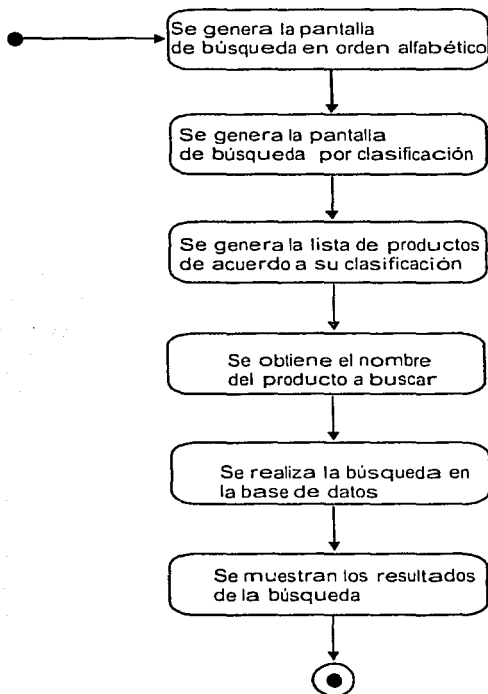 Se genera la pantalla
de búsqueda en orden alfabético
Se genera la pantalla
de búsqueda por clasificación
Se genera la lista de productos
de acuerdo a su clasificación
Se obtiene el nombre
del producto a buscar
Se realiza la búsqueda en
la base de datos
Se muestran los resultados
de la búsqueda